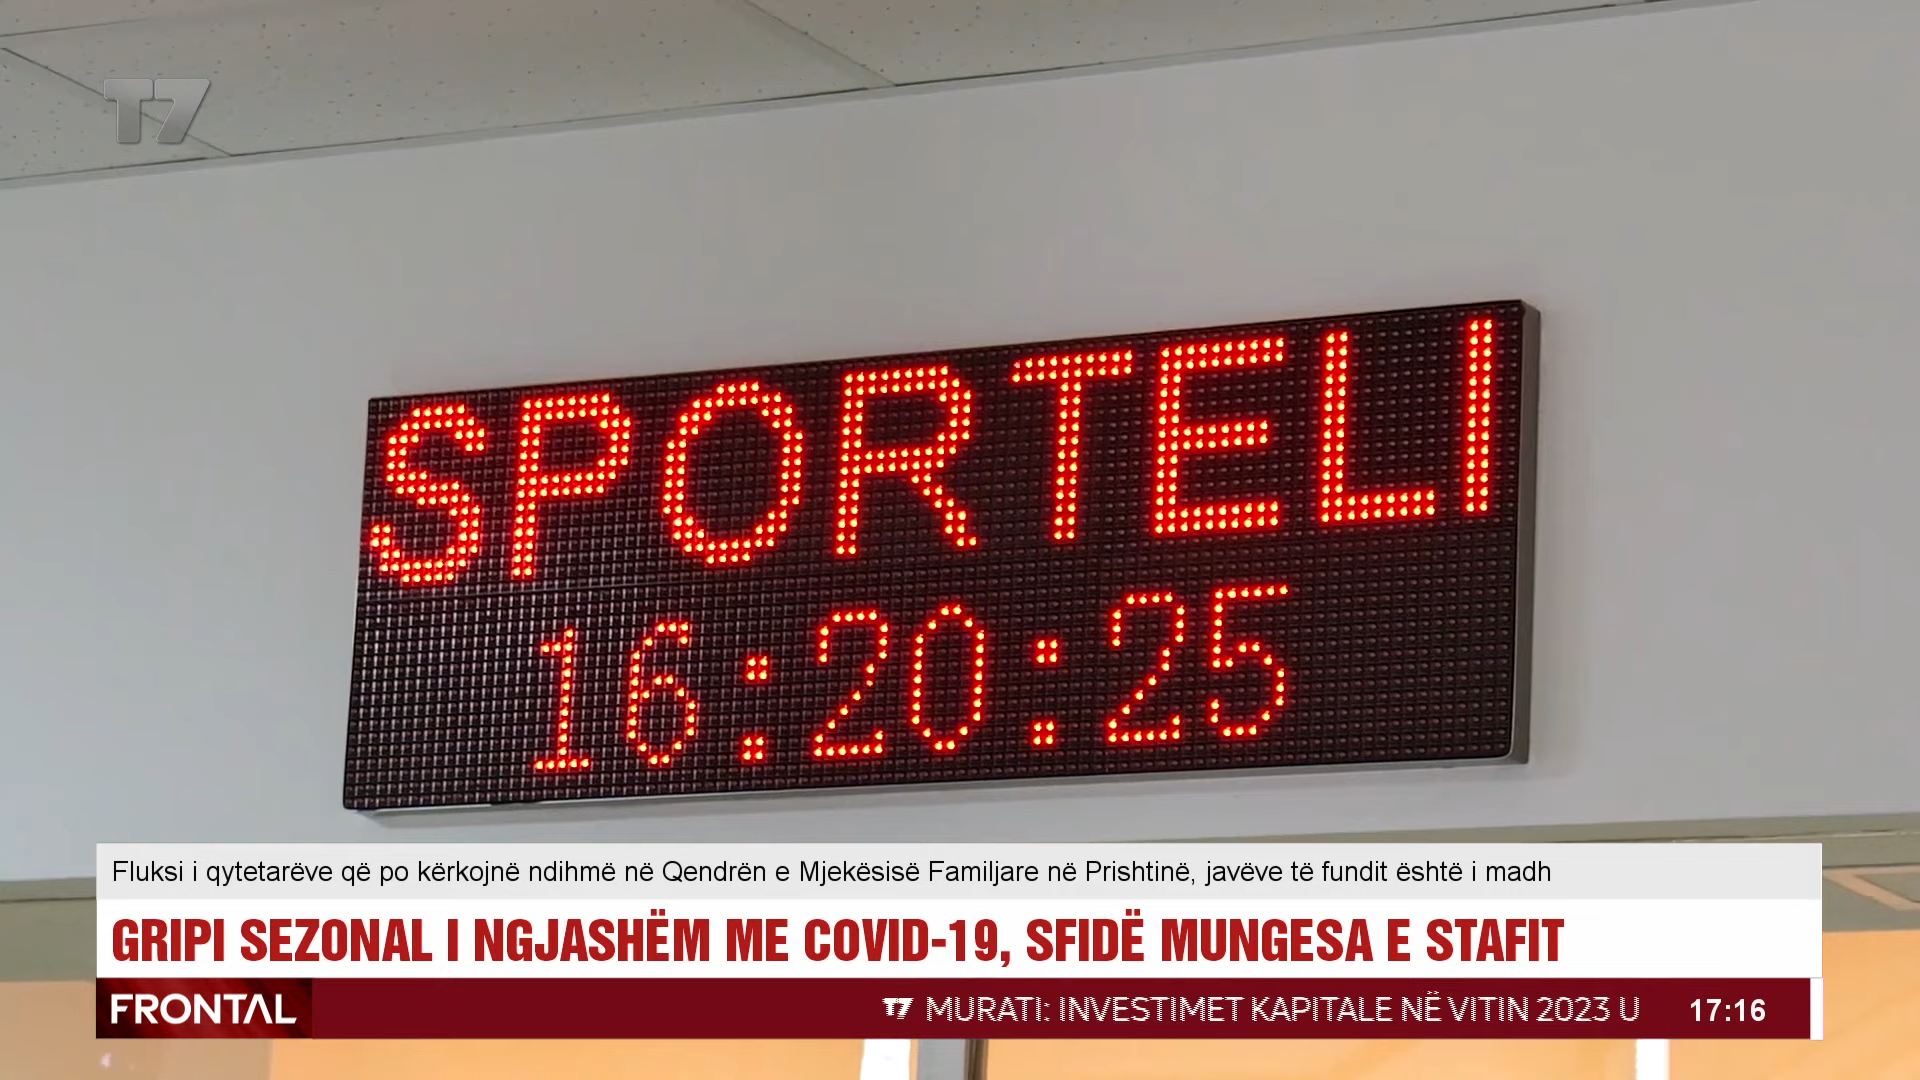 T7
SPORTELI
16:20:25
Fluksi i qytetarëve që po kërkojnë ndihmë në Qendrën e Mjekësisë Familjare në Prishtinë, javëve të fundit është i madh
GRIPI SEZONAL I NGJASHËM ME COVID-19, SFIDË MUNGESA E STAFIT
FRONTAL T7 MURATI: INVESTIMET KAPITALE NË VITIN 2023 U 17:16